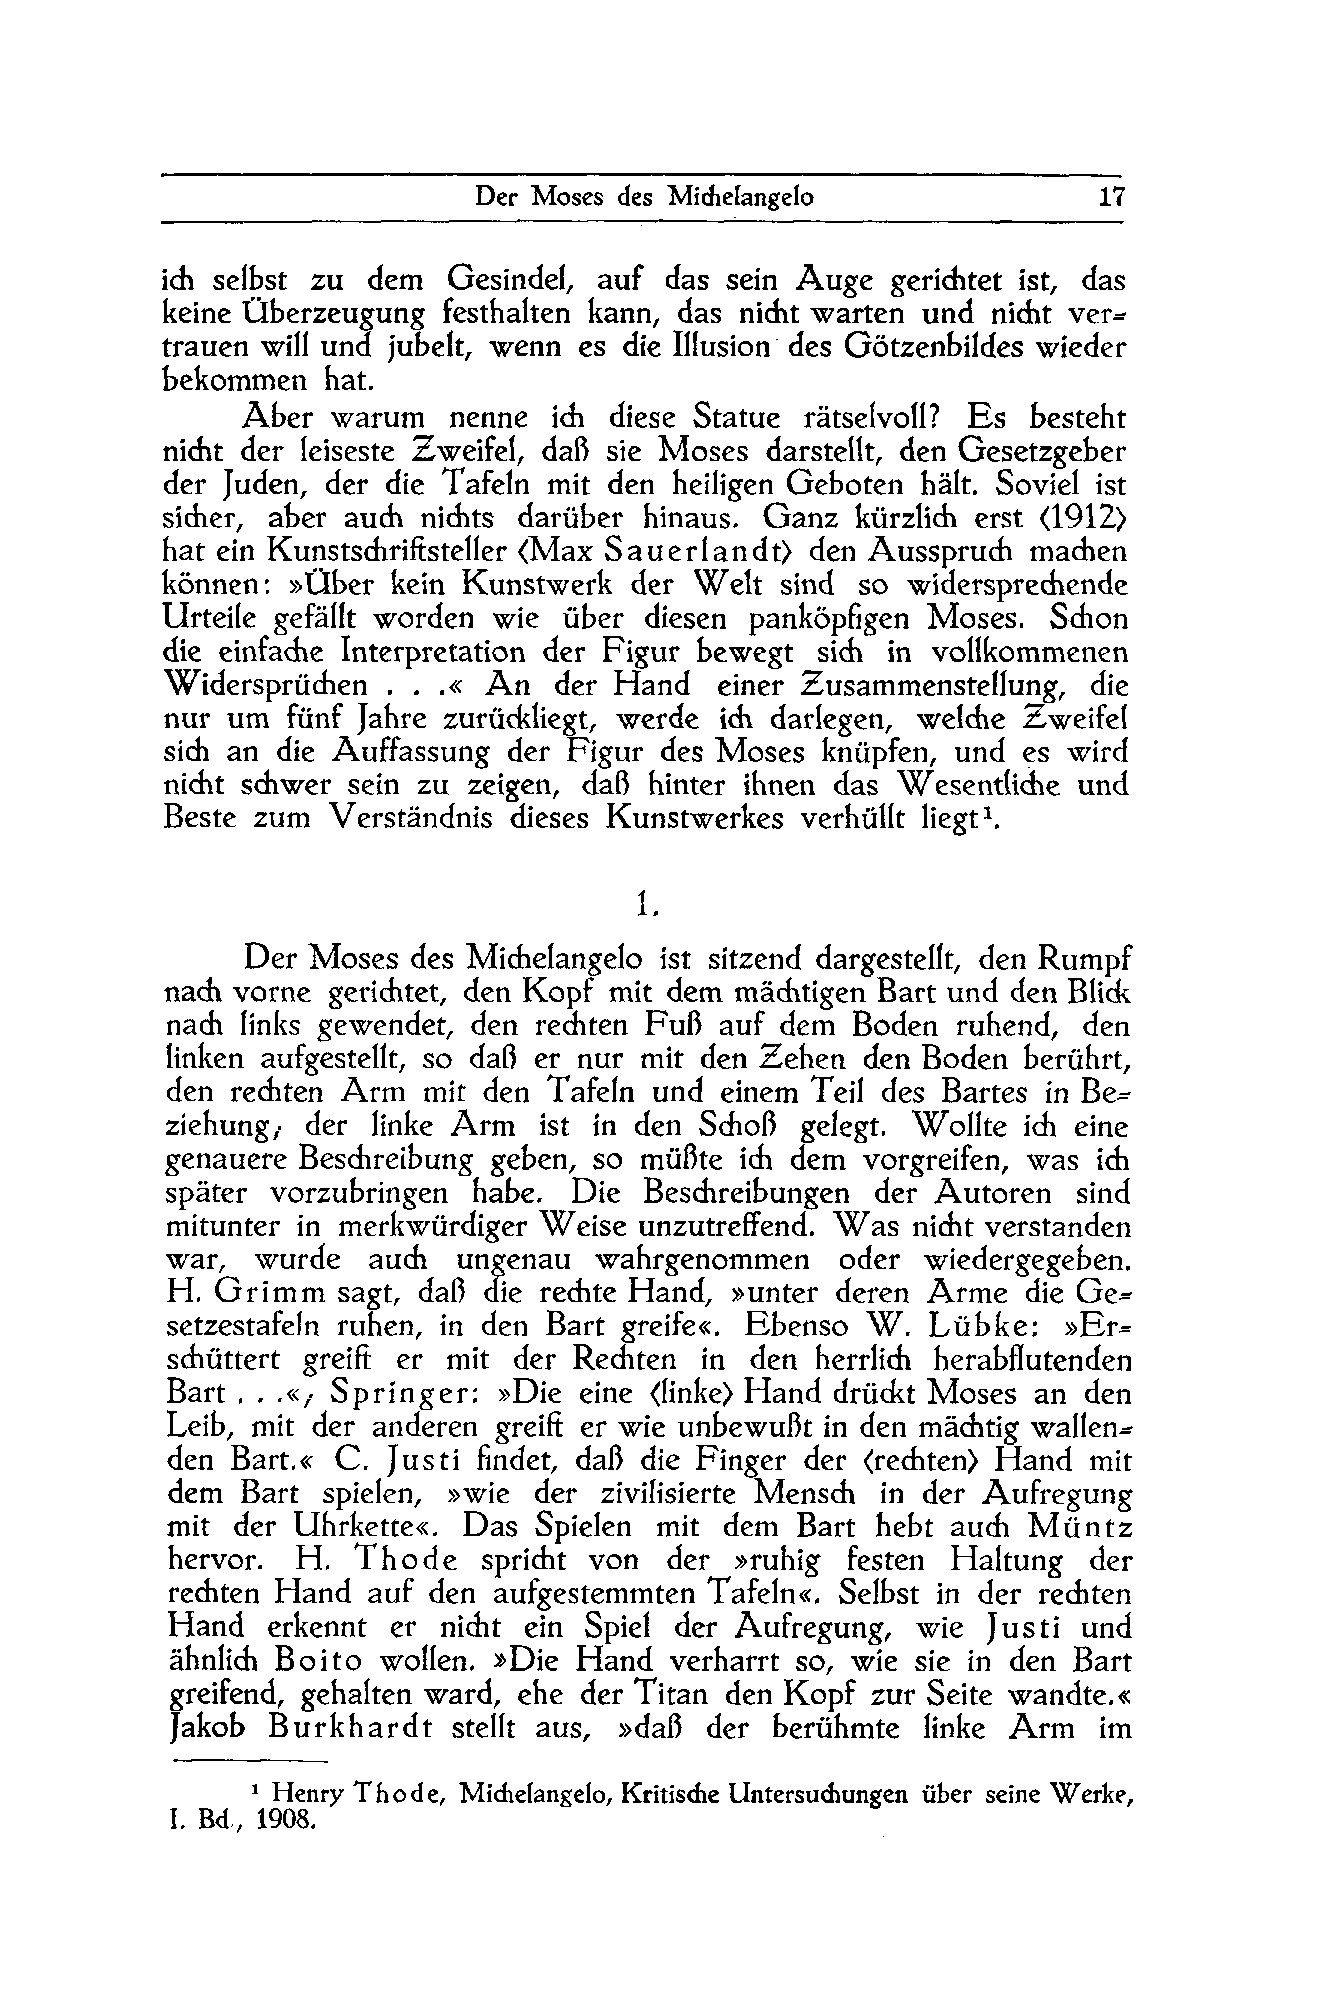 Der Moses des Michelangelo 17
ich selbst zu dem Gesindel, auf das sein Auge gerichtet ist, das
keine Überzeugung festhalten kann, das nicht warten und nicht ver-
trauen will und jubelt, wenn es die Illusion des Götzenbildes wieder
bekommen hat.
Aber warum nenne ich diese Statue rätselvoll? Es besteht
nicht der leiseste Zweifel, daß sie Moses darstellt, den Gesetzgeber
der Juden, der die Tafeln mit den heiligen Geboten hält. Soviel ist
sicher, aber auch nichts darüber hinaus. Ganz kürzlich erst (1912)
hat ein Kunstschriftsteller (Max Sauerlandt) den Ausspruch machen
können: »Über kein Kunstwerk der Welt sind so widersprechende
Urteile gefällt worden wie über diesen panköpfigen Moses. Schon
die einfache Interpretation der Figur bewegt sich in vollkommenen
Widersprüchen . . .« An der Hand einer Zusammenstellung, die
nur um fünf Jahre zurückliegt, werde ich darlegen, welche Zweifel
sich an die Auffassung der Figur des Moses knüpfen, und es wird
nicht schwer sein zu zeigen, daß hinter ihnen das Wesentliche und
Beste zum Verständnis dieses Kunstwerkes verhüllt liegt¹.
1.
Der Moses des Michelangelo ist sitzend dargestellt, den Rumpf
nach vorne gerichtet, den Kopf mit dem mächtigen Bart und den Blick
nach links gewendet, den rechten Fuß auf dem Boden ruhend, den
linken aufgestellt, so daß er nur mit den Zehen den Boden berührt,
den rechten Arm mit den Tafeln und einem Teil des Bartes in Be-
ziehung; der linke Arm ist in den Schoß gelegt. Wollte ich eine
genauere Beschreibung geben, so müßte ich dem vorgreifen, was ich
später vorzubringen habe. Die Beschreibungen der Autoren sind
mitunter in merkwürdiger Weise unzutreffend. Was nicht verstanden
war, wurde auch ungenau wahrgenommen oder wiedergegeben.
H. Grimm sagt, daß die rechte Hand, »unter deren Arme die Ge-
setzestafeln ruhen, in den Bart greife«. Ebenso W. Lübke: »Er-
schüttert greift er mit der Rechten in den herrlich herabflutenden
Bart . . .«; Springer: »Die eine (linke) Hand drückt Moses an den
Leib, mit der anderen greift er wie unbewußt in den mächtig wallen-
den Bart.« C. Justi findet, daß die Finger der (rechten) Hand mit
dem Bart spielen, »wie der zivilisierte Mensch in der Aufregung
mit der Uhrkette«. Das Spielen mit dem Bart hebt auch Müntz
hervor. H. Thode spricht von der »ruhig festen Haltung der
rechten Hand auf den aufgestemmten Tafeln«. Selbst in der rechten
Hand erkennt er nicht ein Spiel der Aufregung, wie Justi und
ähnlich Boito wollen. »Die Hand verharrt so, wie sie in den Bart
greifend, gehalten ward, ehe der Titan den Kopf zur Seite wandte.«
Jakob Burkhardt stellt aus, »daß der berühmte linke Arm im
¹ Henry Thode, Michelangelo, Kritische Untersuchungen über seine Werke,
I. Bd., 1908.